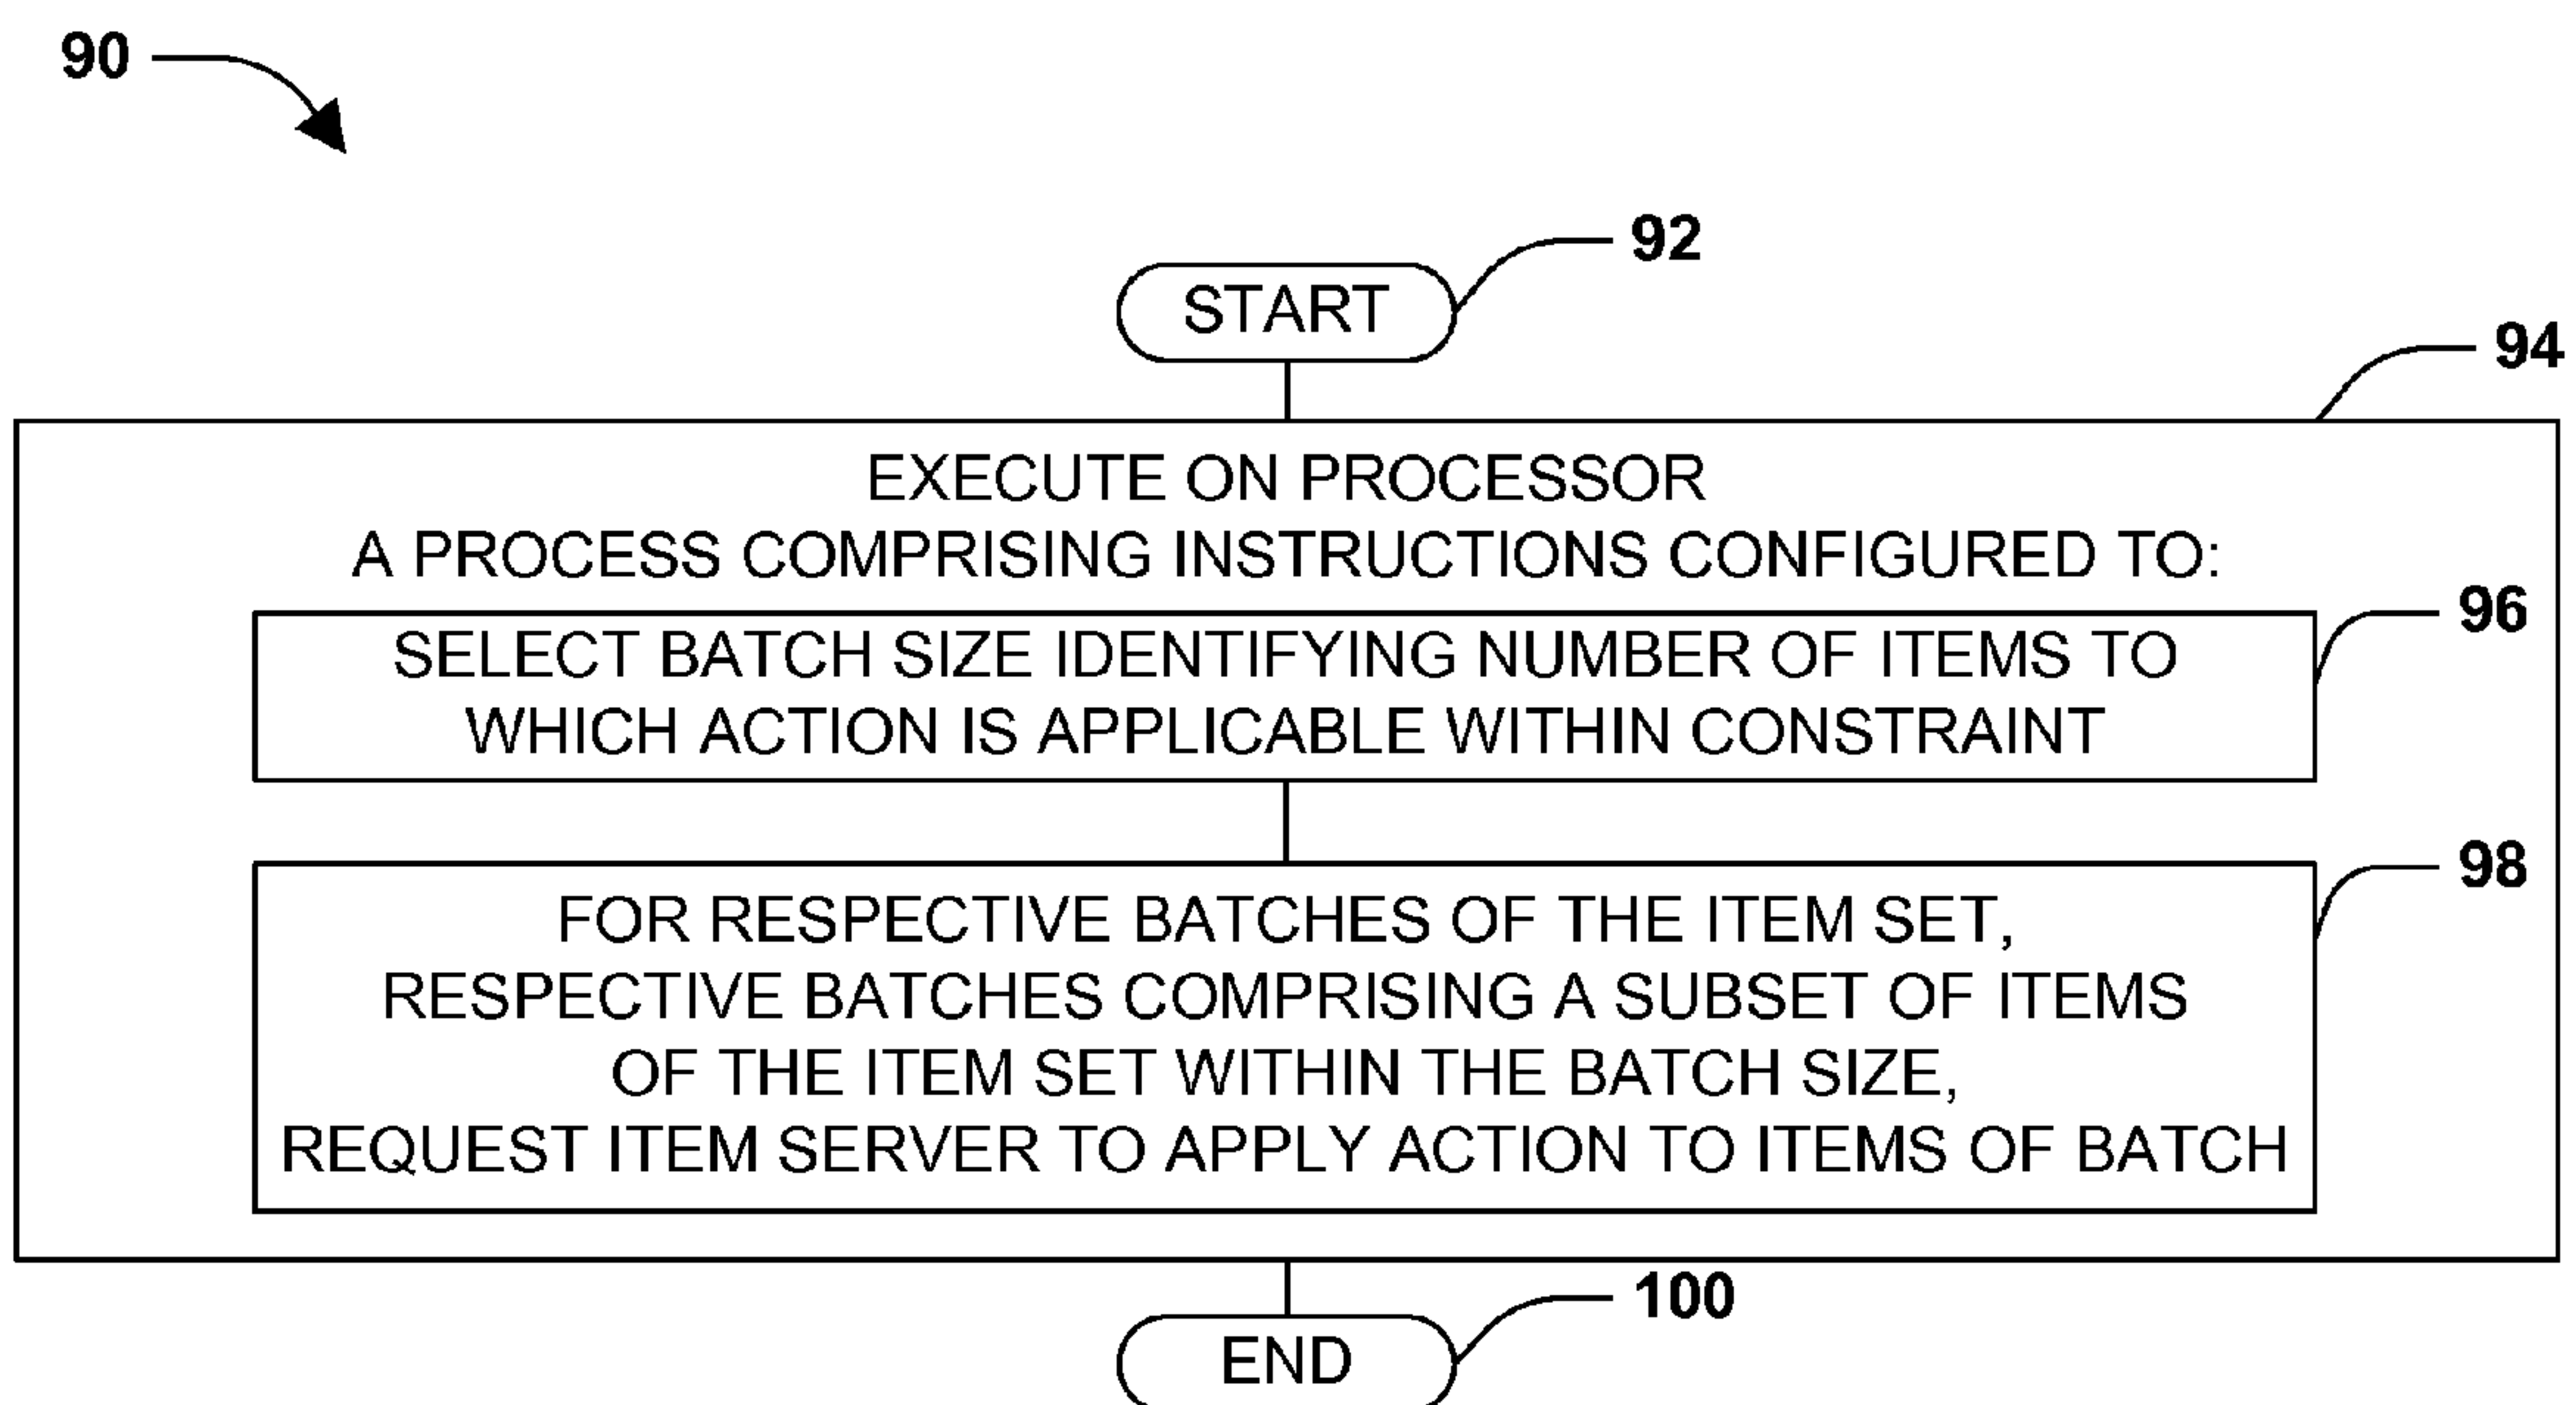 90
92
START
94
EXECUTE ON PROCESSOR
A PROCESS COMPRISING INSTRUCTIONS CONFIGURED TO:
96
SELECT BATCH SIZE IDENTIFYING NUMBER OF ITEMS TO
WHICH ACTION IS APPLICABLE WITHIN CONSTRAINT
98
FOR RESPECTIVE BATCHES OF THE ITEM SET,
RESPECTIVE BATCHES COMPRISING A SUBSET OF ITEMS
OF THE ITEM SET WITHIN THE BATCH SIZE,
REQUEST ITEM SERVER TO APPLY ACTION TO ITEMS OF BATCH
100
END